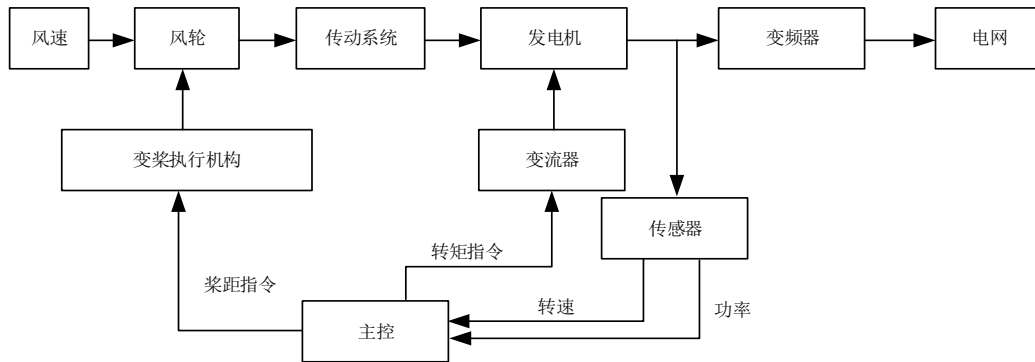 风速
风轮
传动系统
发电机
变频器
电网
变桨执行机构
变流器
传感器
转矩指令
桨距指令
转速
功率
主控